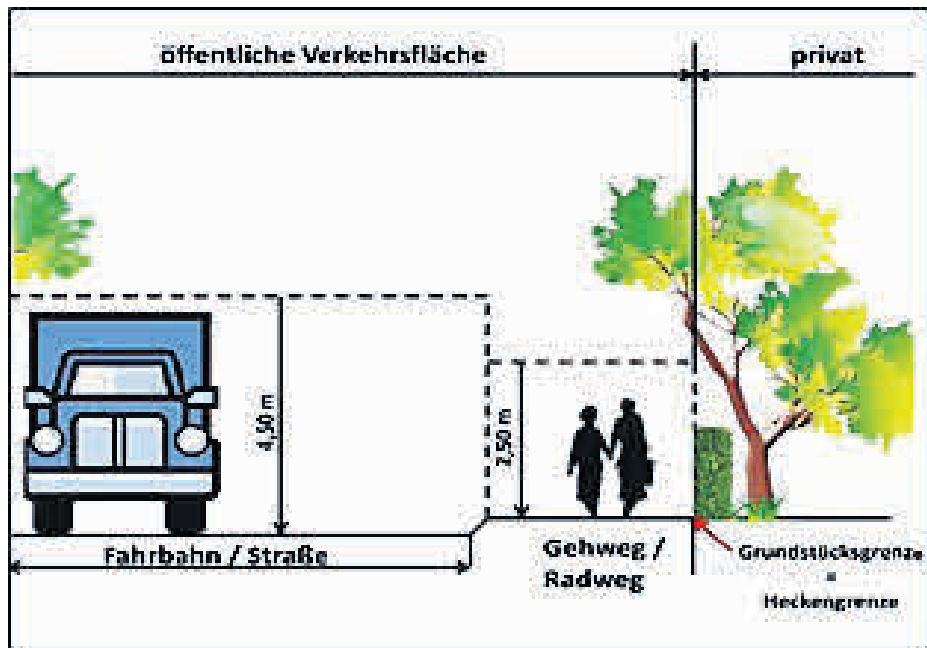 öffentliche Verkehrsfläche
privat
4,50 m
2,50 m
Fahrbahn / Straße
Gehweg /
Radweg
Grundstücksgrenze
=
Heckengrenze